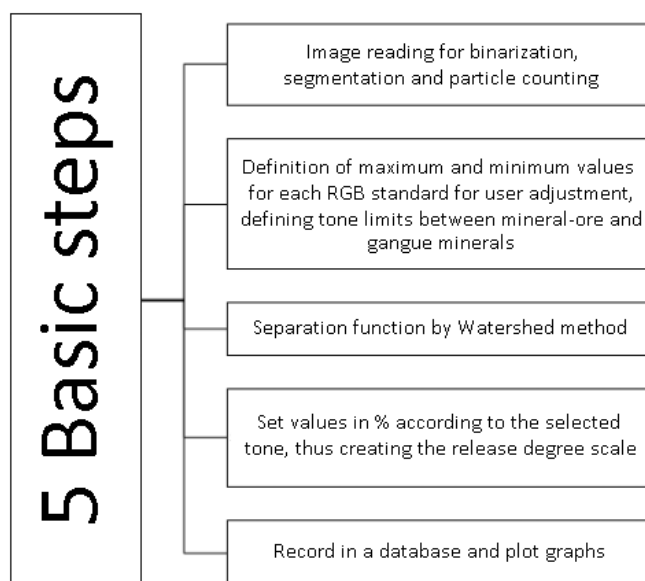 5 Basic steps
Image reading for binarization,
segmentation and particle counting
Definition of maximum and minimum values
for each RGB standard for user adjustment,
defining tone limits between mineral-ore and
gangue minerals
Separation function by Watershed method
Set values in % according to the selected
tone, thus creating the release degree scale
Record in a database and plot graphs